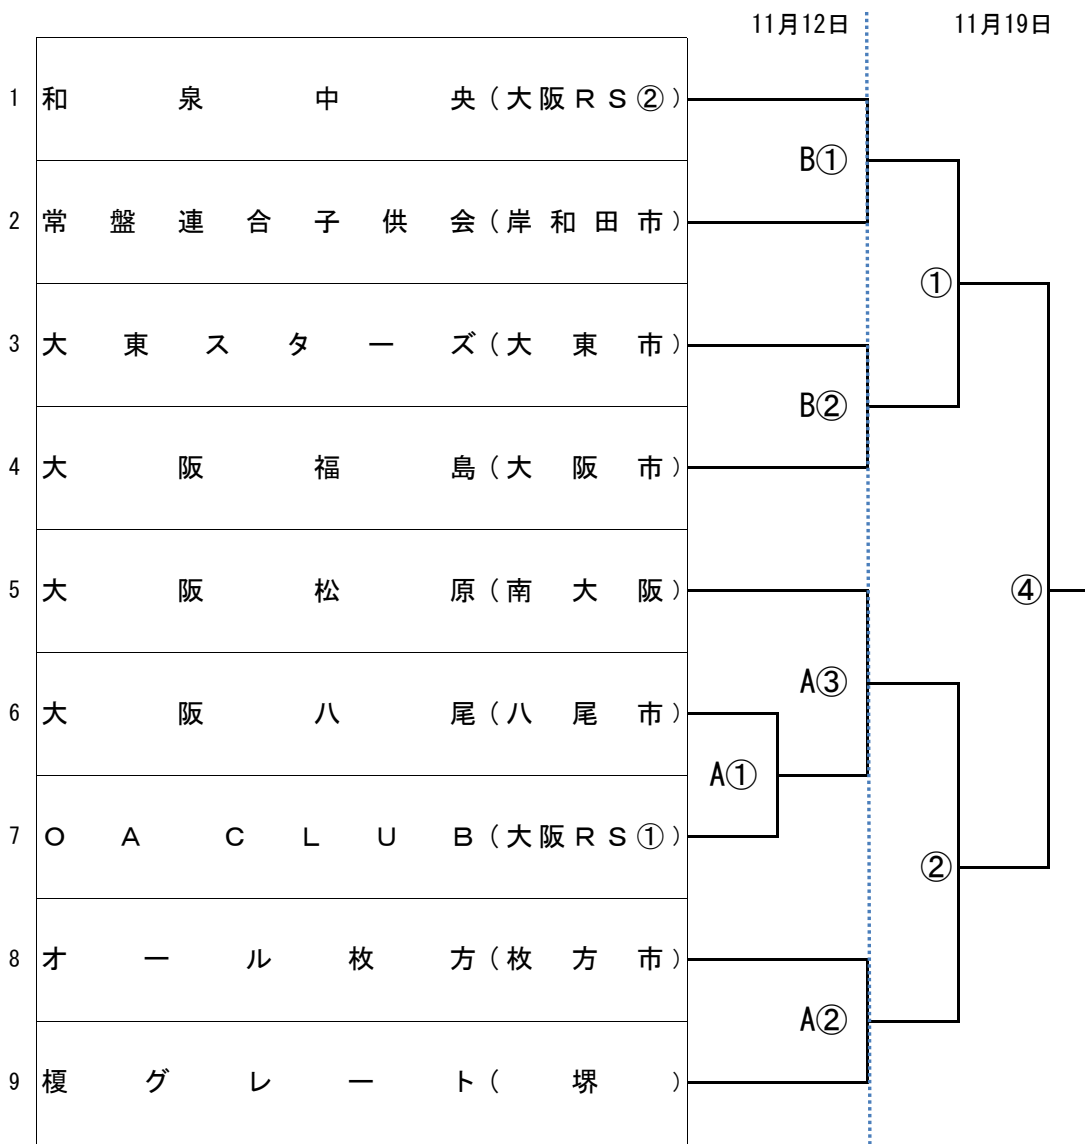 11月12日 11月19日
1 和泉中央(大阪RS②)
B①
2 常盤連合子供会(岸和田市)
①
3 大東スターズ(大東市)
B②
4 大阪福島(大阪市)
5 大阪松原(南大阪)
④
A③
6 大阪八尾(八尾市)
A①
7 OACLUB(大阪RS①)
②
8 オール枚方(枚方市)
A②
9 榎グレート(堺)